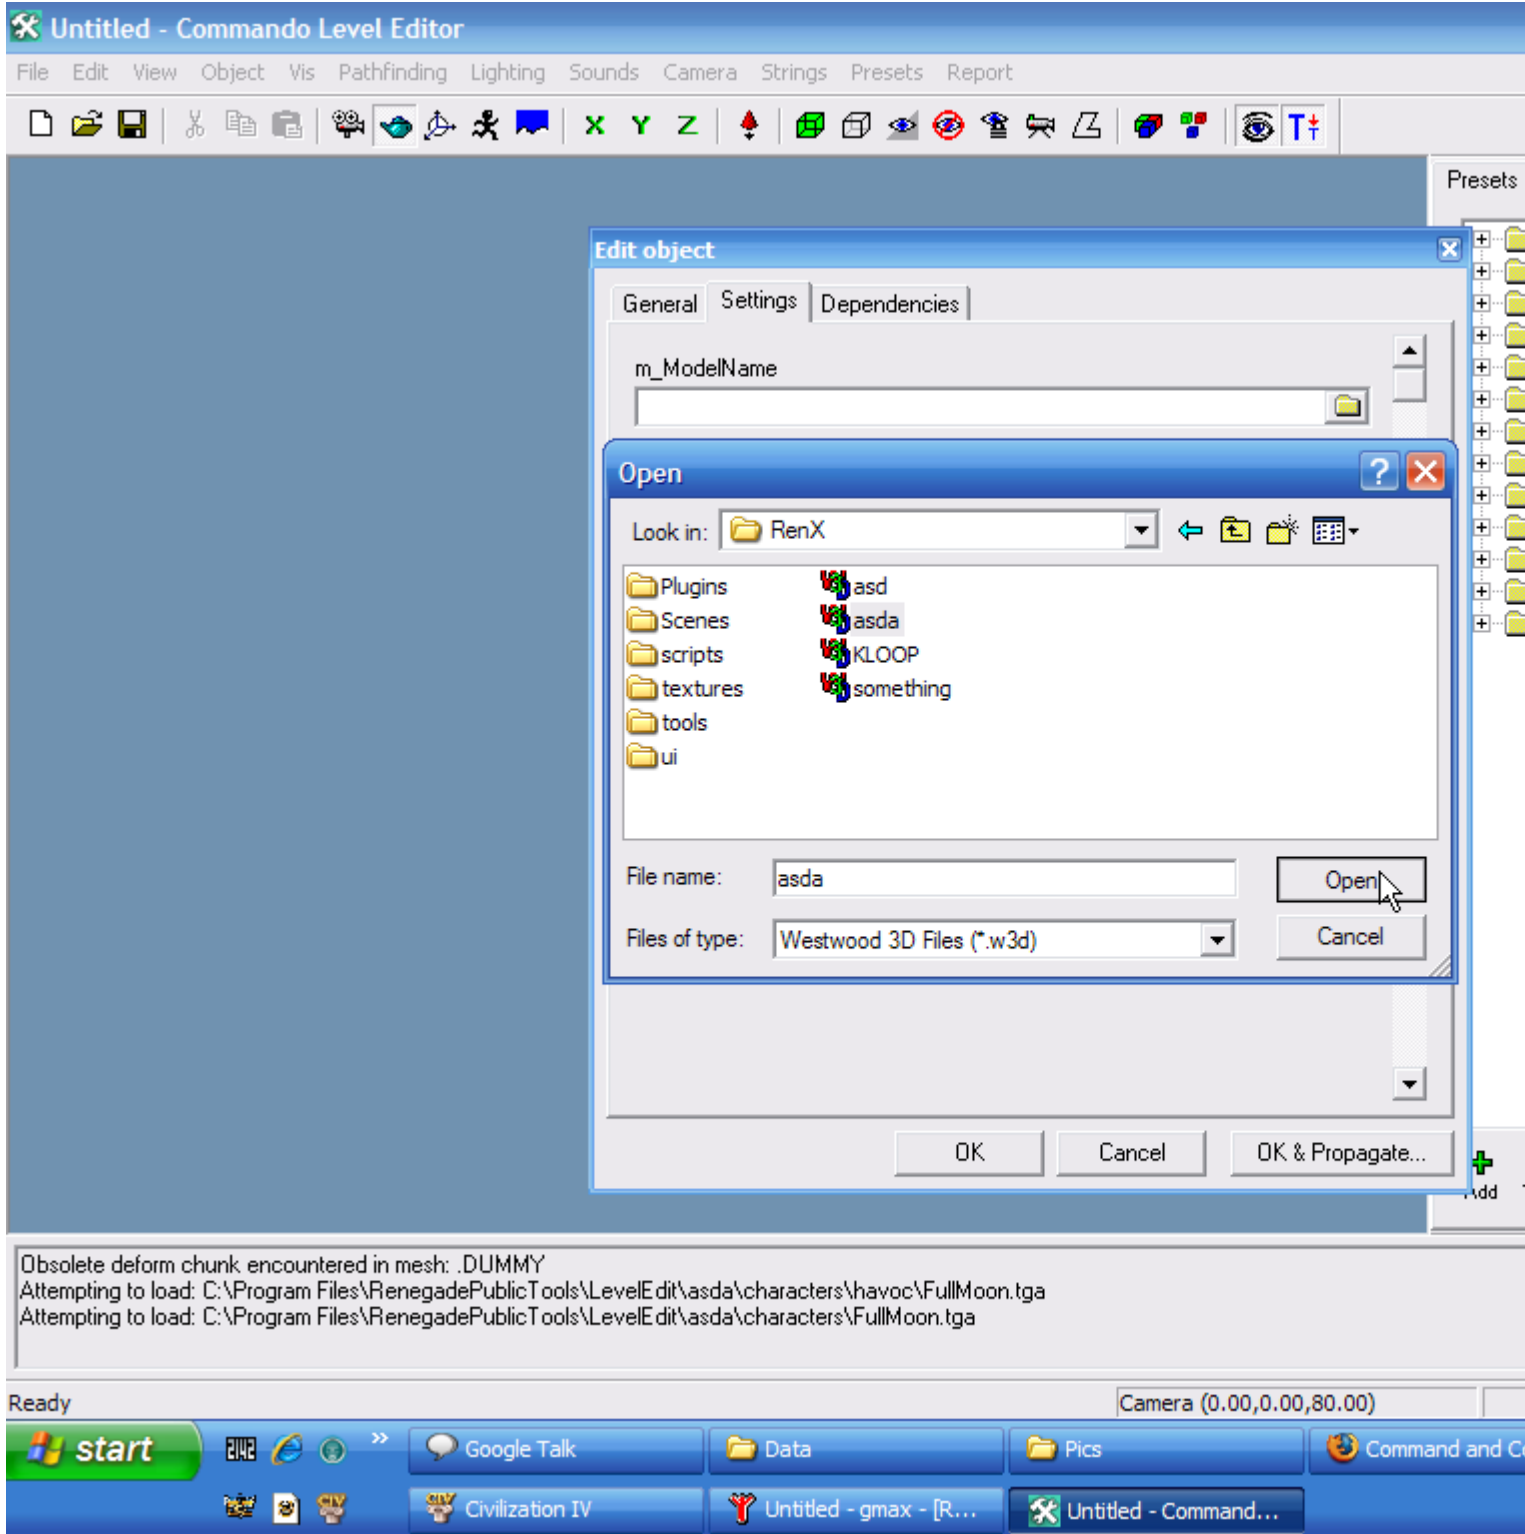 Untitled - Commando Level Editor
File Edit View Object Vis Pathfinding Lighting Sounds Camera Strings Presets Report
X Y Z
Presets
Edit object
General Settings Dependencies
m_ModelName
Open
Look in: RenX
Plugins
Scenes
scripts
textures
tools
ui
asd
asda
KLOOP
something
File name: asda Open
Files of type: Westwood 3D Files (*.w3d) Cancel
OK Cancel OK & Propagate...
Add
Obsolete deform chunk encountered in mesh: .DUMMY
Attempting to load: C:\Program Files\RenegadePublicTools\LevelEdit\asda\characters\havoc\FullMoon.tga
Attempting to load: C:\Program Files\RenegadePublicTools\LevelEdit\asda\characters\FullMoon.tga
Ready Camera (0.00,0.00,80.00)
start 2142 » Google Talk Data Pics Command and
Civilization IV Untitled - gmax - [R... Untitled - Command...